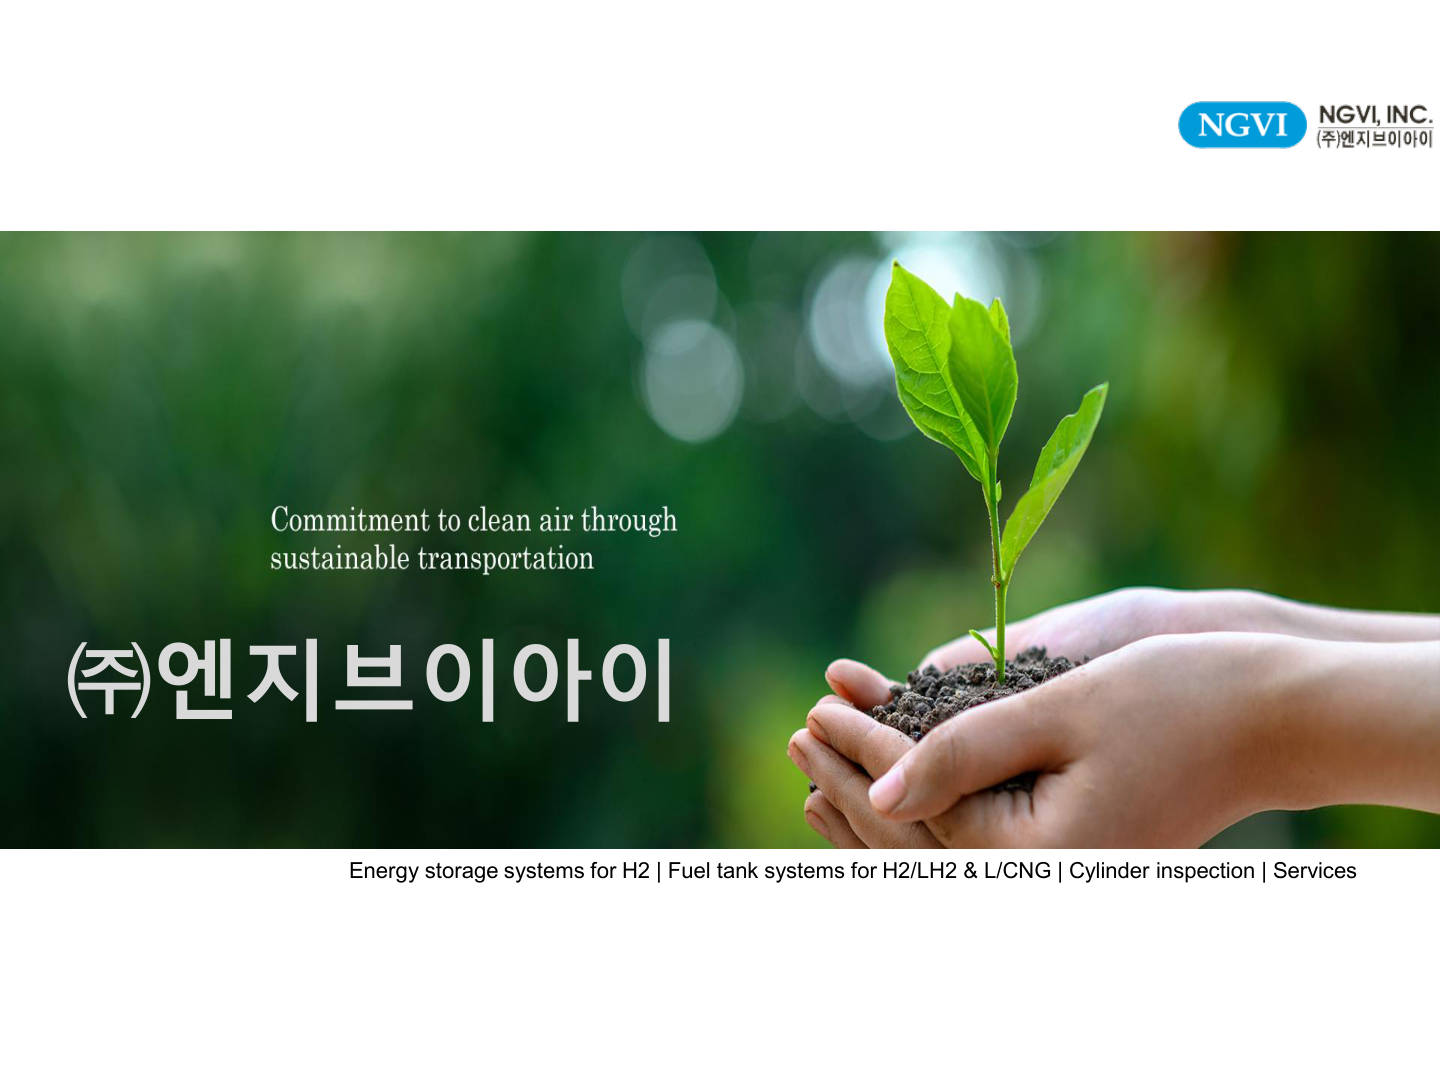 NGVI
NGVI, INC.
(주)엔지브이아이
Commitment to clean air through
sustainable transportation
㈜엔지브이아이
Energy storage systems for H2 | Fuel tank systems for H2/LH2 & L/CNG | Cylinder inspection | Services